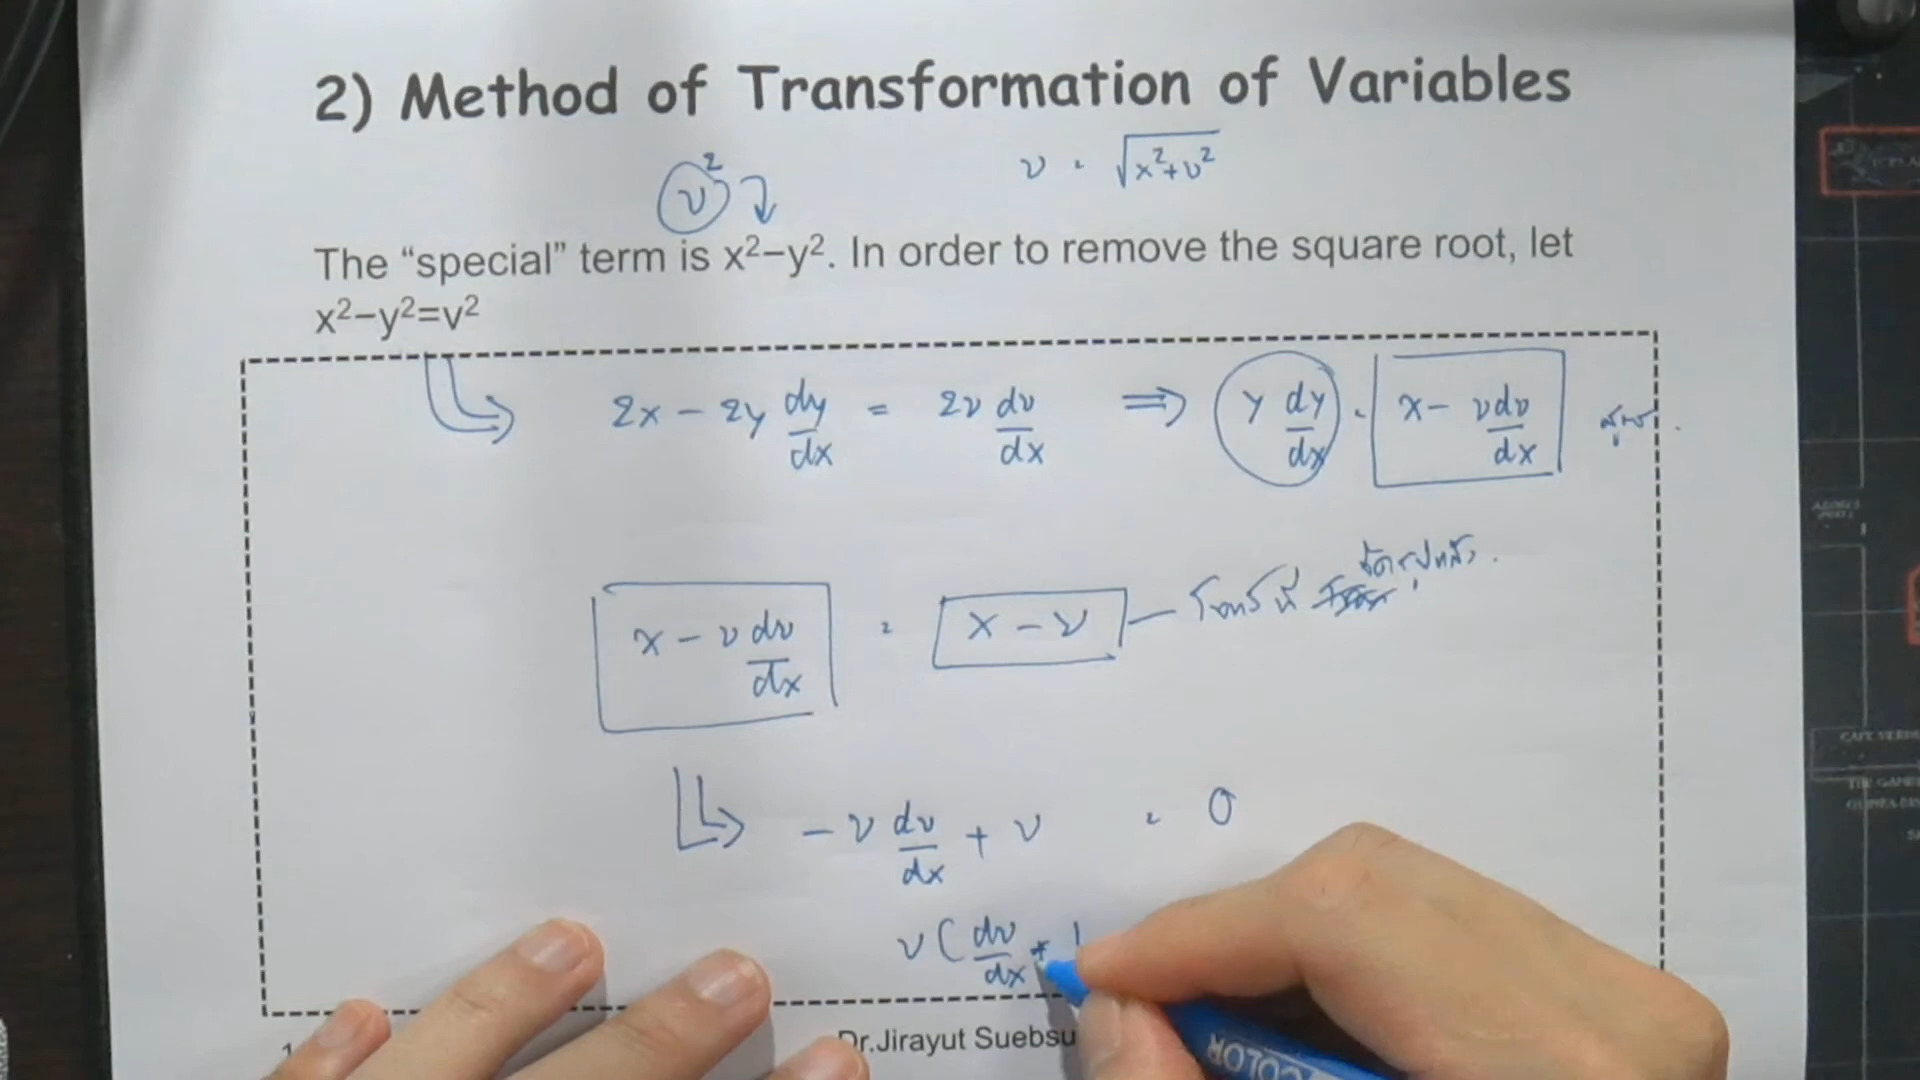 2) Method of Transformation of Variables
v²
v = √x²+v²
The “special” term is x²−y². In order to remove the square root, let
x²−y²=v²
2x − 2y dy/dx = 2v dv/dx ⇒ y dy/dx = x − v dv/dx
x − v dv/dx = x − v
− v dv/dx + v = 0
v ( dv/dx
Dr.Jirayut Suebsu
COLOR